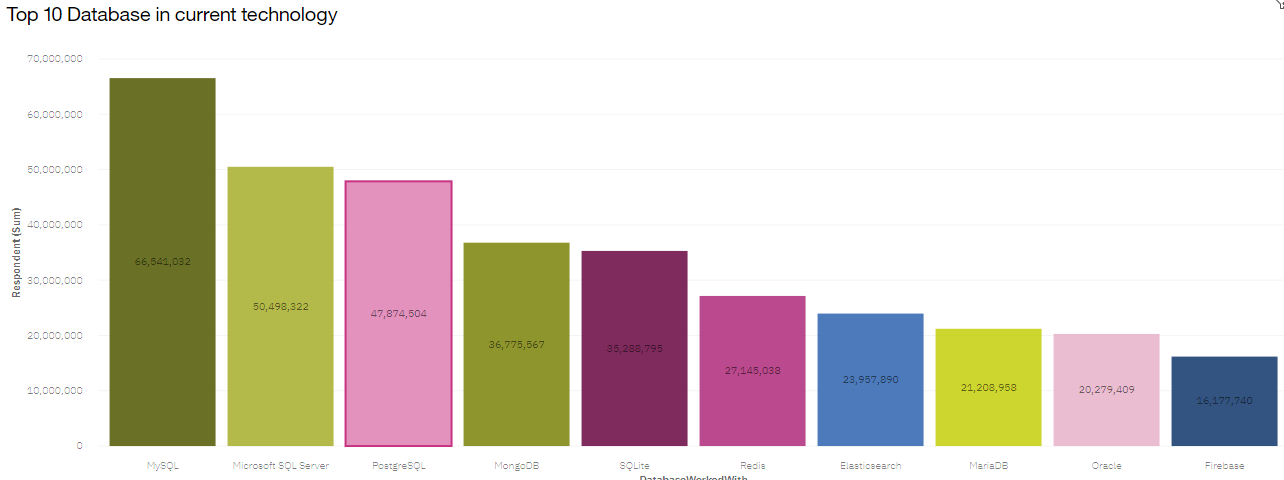 Top 10 Database in current technology
70,000,000
60,000,000
50,000,000
40,000,000
30,000,000
20,000,000
10,000,000
0
Respondent (Sum)
66,541,032
50,498,322
47,874,504
36,775,567
35,288,795
27,145,038
23,957,890
21,208,958
20,279,409
16,177,740
MySQL
Microsoft SQL Server
PostgreSQL
MongoDB
SQLite
Redis
Elasticsearch
MariaDB
Oracle
Firebase
DatabaseWorkedWith